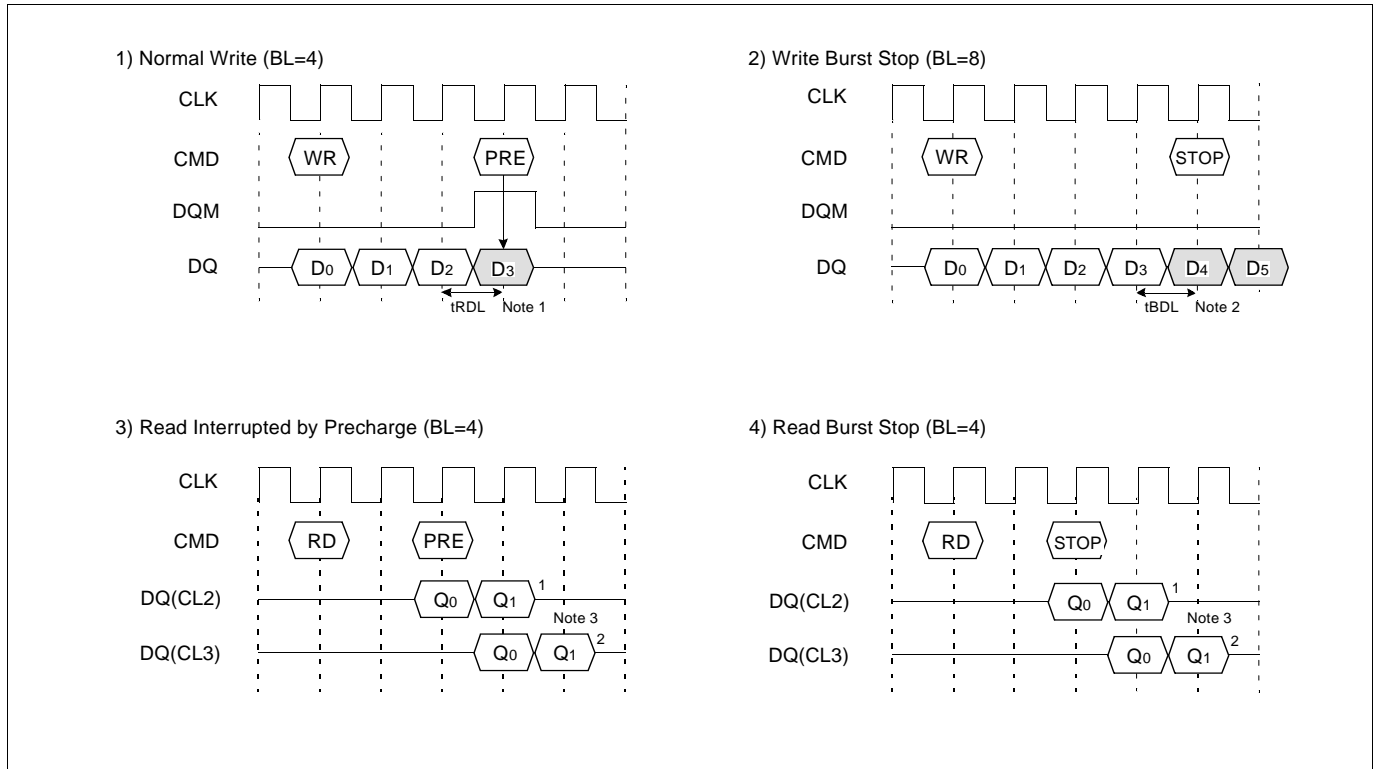 1) Normal Write (BL=4)
CLK
CMD WR PRE
DQM
DQ D0 D1 D2 D3
tRDL Note 1
2) Write Burst Stop (BL=8)
CLK
CMD WR STOP
DQM
DQ D0 D1 D2 D3 D4 D5
tBDL Note 2
3) Read Interrupted by Precharge (BL=4)
CLK
CMD RD PRE
DQ(CL2) Q0 Q1 1
Note 3
DQ(CL3) Q0 Q1 2
4) Read Burst Stop (BL=4)
CLK
CMD RD STOP
DQ(CL2) Q0 Q1 1
Note 3
DQ(CL3) Q0 Q1 2